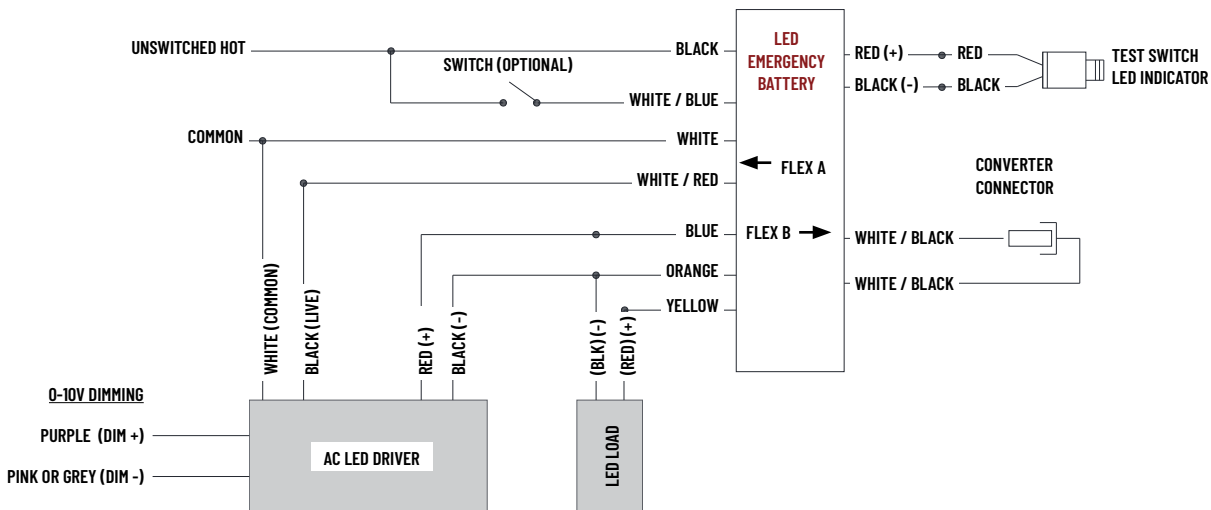 UNSWITCHED HOT
BLACK
SWITCH (OPTIONAL)
WHITE / BLUE
COMMON
WHITE
WHITE / RED
BLUE
ORANGE
YELLOW
LED
EMERGENCY
BATTERY
FLEX A
FLEX B
RED (+)
RED
BLACK (-)
BLACK
TEST SWITCH
LED INDICATOR
CONVERTER
CONNECTOR
WHITE / BLACK
WHITE / BLACK
WHITE (COMMON)
BLACK (LIVE)
RED (+)
BLACK (-)
(BLK) (-)
(RED) (+)
0-10V DIMMING
PURPLE (DIM +)
PINK OR GREY (DIM -)
AC LED DRIVER
LED LOAD